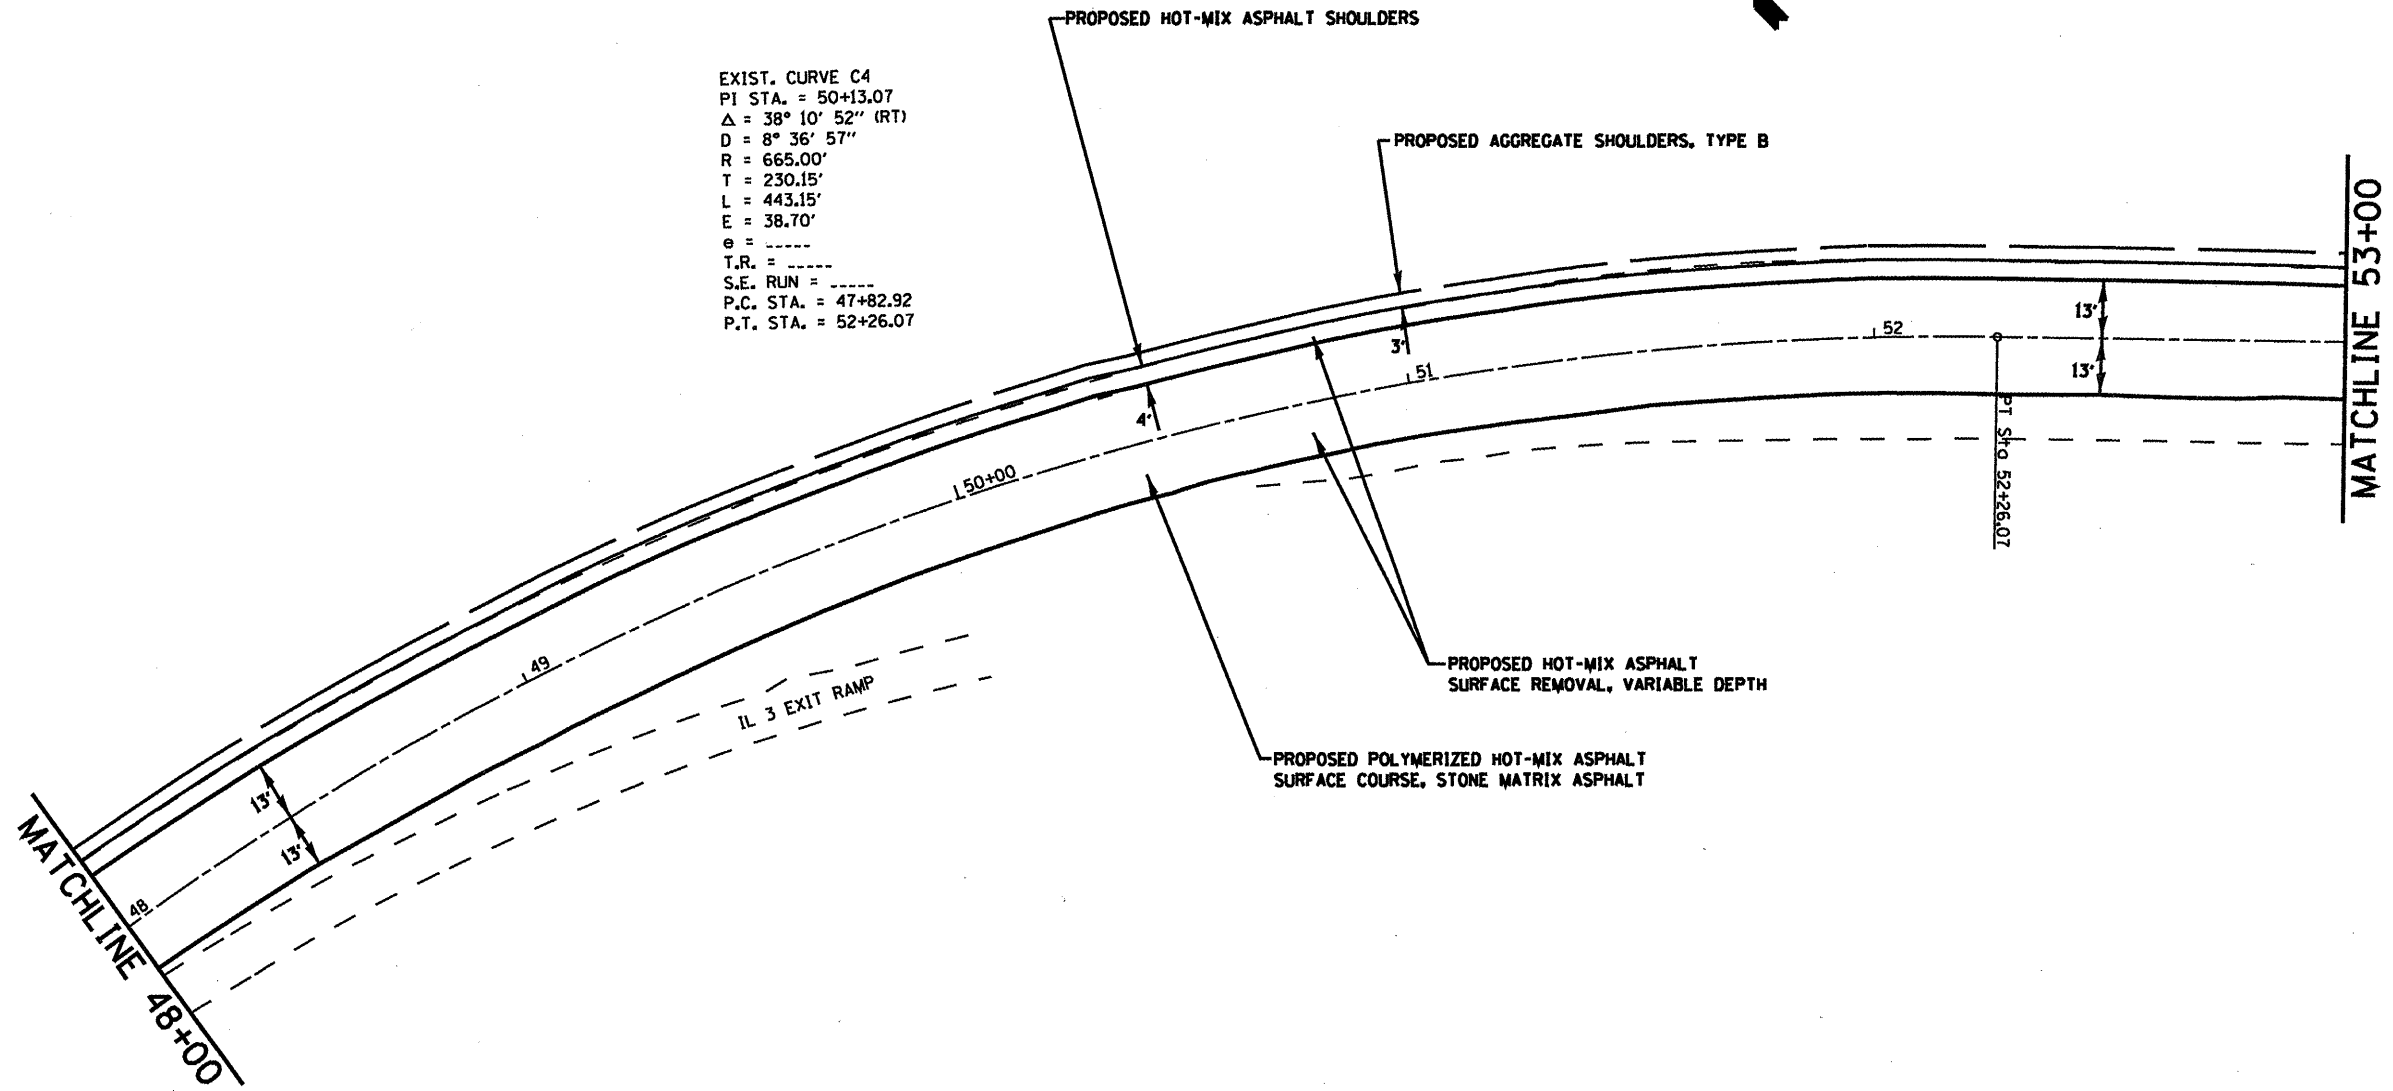 PROPOSED HOT-MIX ASPHALT SHOULDERS
EXIST. CURVE C4
PI STA. = 50+13.07
Δ = 38° 10' 52" (RT)
D = 8° 36' 57"
R = 665.00'
T = 230.15'
L = 443.15'
E = 38.70'
e = -----
T.R. = -----
S.E. RUN = -----
P.C. STA. = 47+82.92
P.T. STA. = 52+26.07
PROPOSED AGGREGATE SHOULDERS, TYPE B
MATCHLINE 53+00
13'
13'
52
3'
51
4'
50+00
PT Sta 52+26.07
49
IL 3 EXIT RAMP
PROPOSED HOT-MIX ASPHALT
SURFACE REMOVAL, VARIABLE DEPTH
PROPOSED POLYMERIZED HOT-MIX ASPHALT
SURFACE COURSE, STONE MATRIX ASPHALT
13'
13'
48
MATCHLINE 48+00